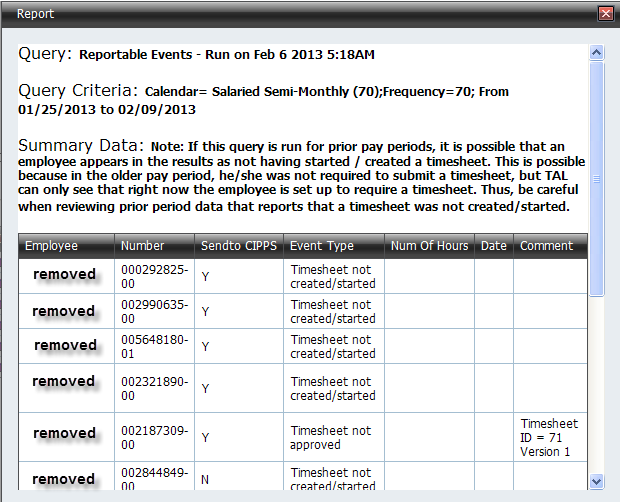 Report
Query: Reportable Events - Run on Feb 6 2013 5:18AM
Query Criteria: Calendar= Salaried Semi-Monthly (70);Frequency=70; From
01/25/2013 to 02/09/2013
Summary Data: Note: If this query is run for prior pay periods, it is possible that an
employee appears in the results as not having started / created a timesheet. This is possible
because in the older pay period, he/she was not required to submit a timesheet, but TAL
can only see that right now the employee is set up to require a timesheet. Thus, be careful
when reviewing prior period data that reports that a timesheet was not created/started.
Employee Number Sendto CIPPS Event Type Num Of Hours Date Comment
removed 000292825-00 Y Timesheet not created/started
removed 002990635-00 Y Timesheet not created/started
removed 005648180-01 Y Timesheet not created/started
removed 002321890-00 Y Timesheet not created/started
removed 002187309-00 Y Timesheet not approved Timesheet ID = 71 Version 1
removed 002844849-00 N Timesheet not created/started